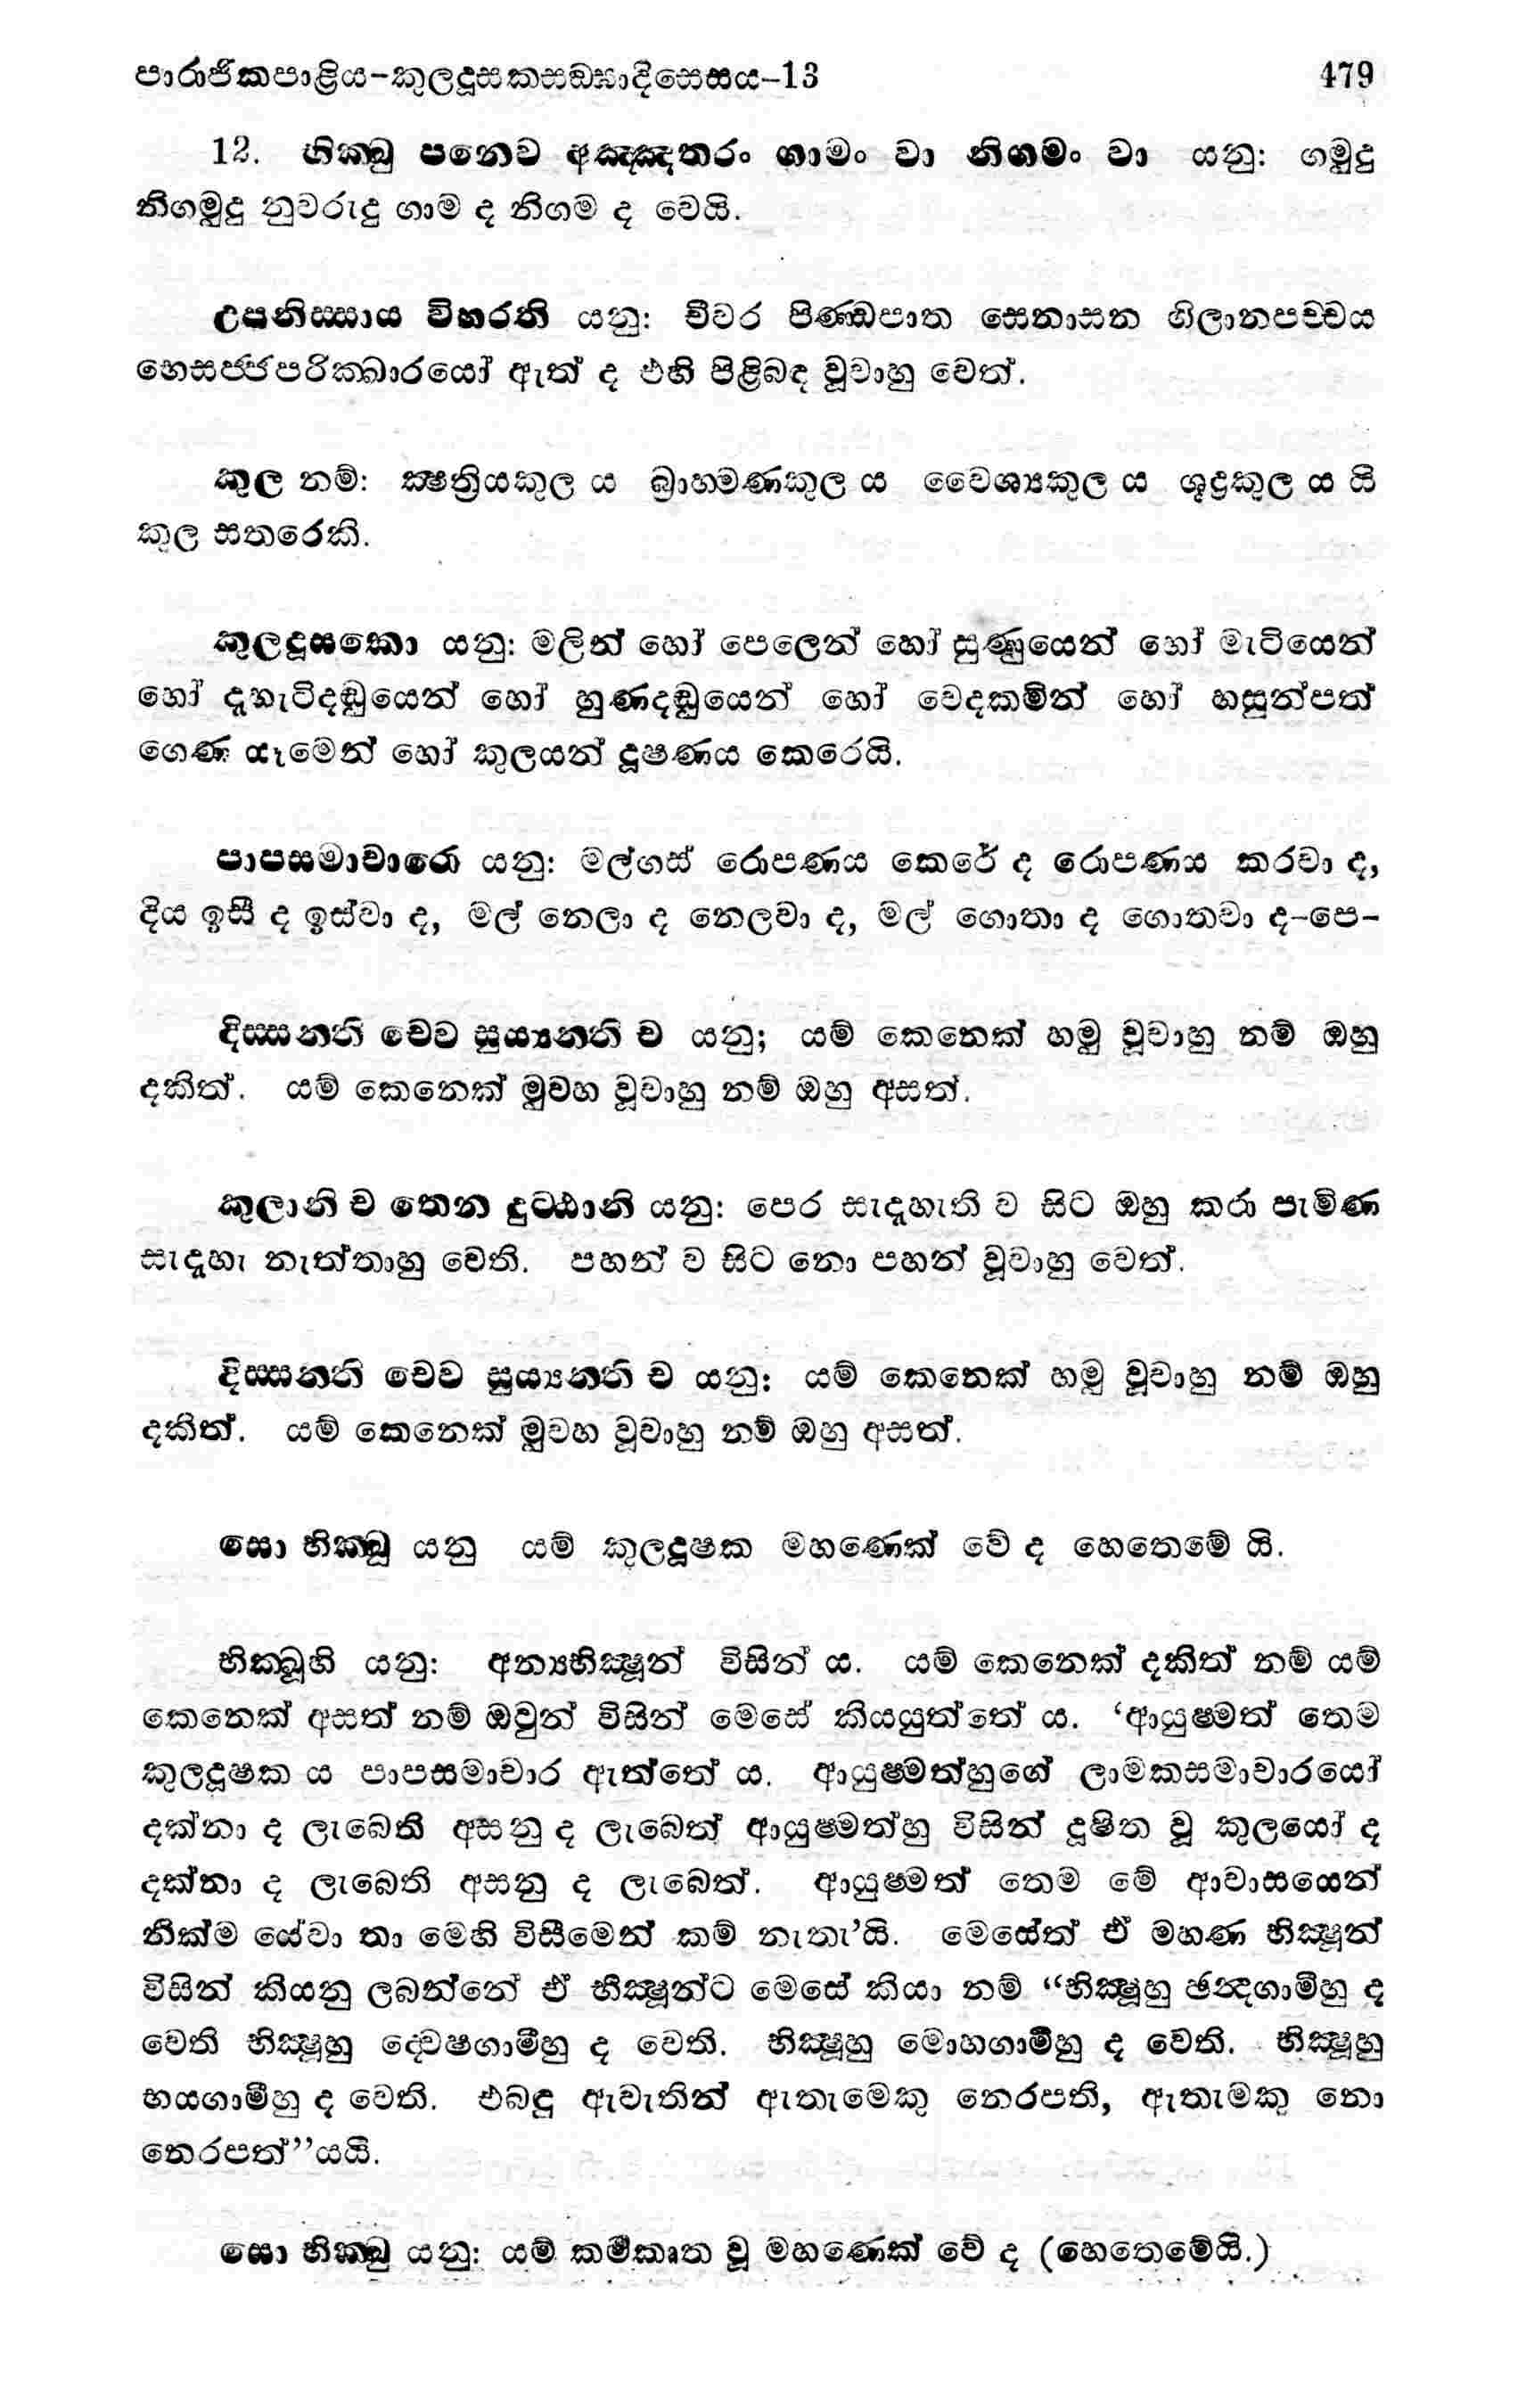 පාරාජිකපාළිය-කුලදූසකසඞ්ඝාදිසෙසය-13 479
12. භික්ඛු පනෙව අඤ්ඤතරං ගාමං වා නිගමං වා යනු: ගමුදු
නිගමුදු නුවරුදු ගාම ද නිගම ද වෙයි.
උපනිස්සාය විහරති යනු: චීවර පිණ්ඩපාත සෙනාසන ගිලානපච්චය
භෙසජ්ජපරික්ඛාරයෝ ඇත් ද එහි පිළිබඳ වූවාහු වෙත්.
කුල නම්: ක්‍ෂත්‍රියකුල ය බ්‍රාහ්මණකුල ය වෛශ්‍යකුල ය ශූද්‍රකුල ය යි
කුල සතරෙකි.
කුලදූසකො යනු: මලින් හෝ පෙලෙන් හෝ සුණුයෙන් හෝ මැටියෙන්
හෝ දැහැටිදඬුයෙන් හෝ හුණදඬුයෙන් හෝ වෙදකමින් හෝ හසුන්පත්
ගෙණ යෑමෙන් හෝ කුලයන් දූෂණය කෙරෙයි.
පාපසමාචාරො යනු: මල්ගස් රොපණය කෙරේ ද රොපණය කරවා ද,
දිය ඉසී ද ඉස්වා ද, මල් නෙලා ද නෙලවා ද, මල් ගොතා ද ගොතවා ද-පෙ-
දිස්සන්ති චෙව සුය්‍යන්ති ච යනු; යම් කෙනෙක් හමු වූවාහු නම් ඔහු
දකිත්. යම් කෙනෙක් මුවහ වූවාහු නම් ඔහු අසත්.
කුලානි ච තෙන දුට්ඨානි යනු: පෙර සැදැහැති ව සිට ඔහු කරා පැමිණ
සැදැහැ නැත්තාහු වෙති. පහන් ව සිට නො පහන් වූවාහු වෙත්.
දිස්සන්ති චෙව සුය්‍යන්ති ච යනු: යම් කෙනෙක් හමු වූවාහු නම් ඔහු
දකිත්. යම් කෙනෙක් මුවහ වූවාහු නම් ඔහු අසත්.
සො භික්ඛු යනු යම් කුලදූෂක මහණෙක් වේ ද හෙතෙමේ යි.
භික්ඛූහි යනු: අන්‍යභික්‍ෂූන් විසින් ය. යම් කෙනෙක් දකිත් නම් යම්
කෙනෙක් අසත් නම් ඔවුන් විසින් මෙසේ කියයුත්තේ ය. ‘ආයුෂ්මත් තෙම
කුලදූෂක ය පාපසමාචාර ඇත්තේ ය. ආයුෂ්මත්හුගේ ලාමකසමාචාරයෝ
දක්නා ද ලැබෙති අසනු ද ලැබෙත් ආයුෂ්මත්හු විසින් දූෂිත වූ කුලයෝ ද
දක්නා ද ලැබෙති අසනු ද ලැබෙත්. ආයුෂ්මත් තෙම මේ ආවාසයෙන්
නික්ම යේවා තා මෙහි විසීමෙන් කම් නැතැ’යි. මෙසේත් ඒ මහණ භික්‍ෂූන්
විසින් කියනු ලබන්නේ ඒ භික්‍ෂූන්ට මෙසේ කියා නම් “භික්‍ෂූහු ඡන්දගාමීහු ද
වෙති භික්‍ෂූහු ද්වේෂගාමීහු ද වෙති. භික්‍ෂූහු මොහගාමීහු ද වෙති. භික්‍ෂූහු
භයගාමීහු ද වෙති. එබඳු ඇවැතින් ඇතැමෙකු නෙරපති, ඇතැමකු නො
නෙරපත්”යයි.
සො භික්ඛු යනු: යම් කර්‍මකෘත වූ මහණෙක් වේ ද (හෙතෙමේයි.)